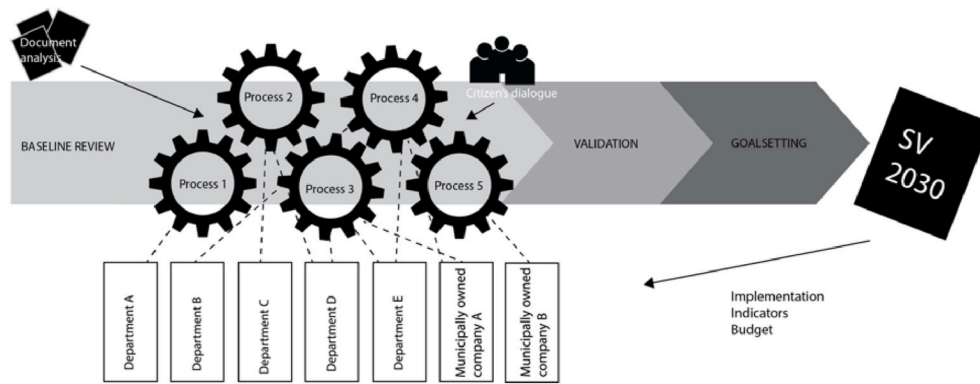 Document
analysis
Process 2
Process 4
Citizen's dialogue
BASELINE REVIEW
Process 1
Process 3
Process 5
VALIDATION
GOALSETTING
SV
2030
Department A
Department B
Department C
Department D
Department E
Municipally owned
company A
Municipally owned
company B
Implementation
Indicators
Budget